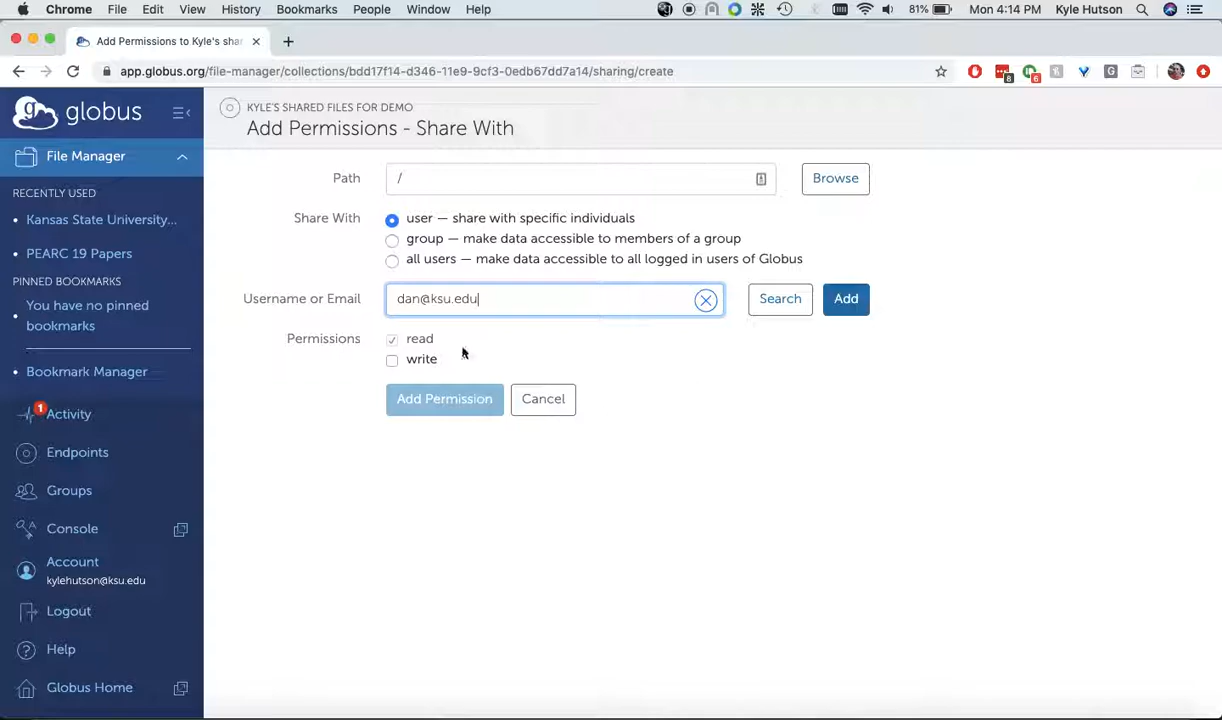 Chrome File Edit View History Bookmarks People Window Help 81% Mon 4:14 PM Kyle Hutson
Add Permissions to Kyle's shar
app.globus.org/file-manager/collections/bdd17f14-d346-11e9-9cf3-0edb67dd7a14/sharing/create
8
6
G
globus
File Manager
RECENTLY USED
Kansas State University...
PEARC 19 Papers
PINNED BOOKMARKS
You have no pinned
bookmarks
Bookmark Manager
1
Activity
Endpoints
Groups
Console
Account
kylehutson@ksu.edu
Logout
Help
Globus Home
KYLE'S SHARED FILES FOR DEMO
Add Permissions - Share With
Path / Browse
Share With user — share with specific individuals
group — make data accessible to members of a group
all users — make data accessible to all logged in users of Globus
Username or Email dan@ksu.edu Search Add
Permissions read
write
Add Permission Cancel